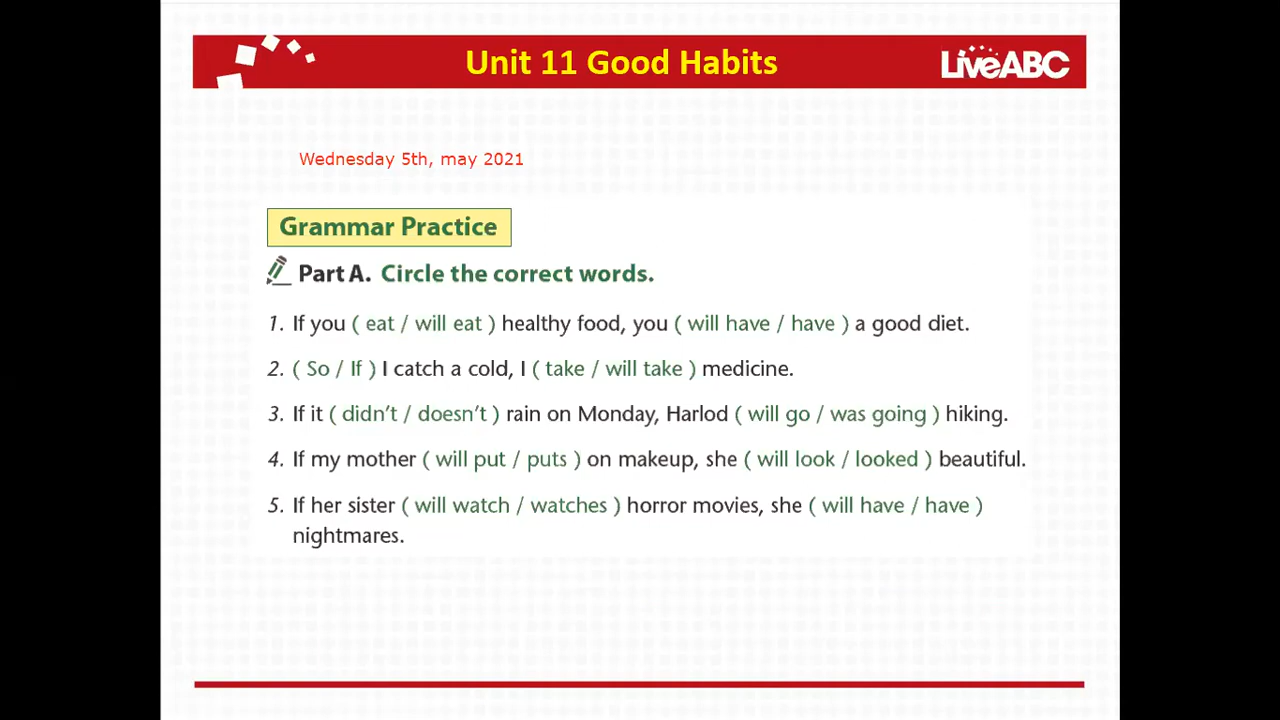 Unit 11 Good Habits
LiveABC
Wednesday 5th, may 2021
Grammar Practice
Part A. Circle the correct words.
1. If you ( eat / will eat ) healthy food, you ( will have / have ) a good diet.
2. ( So / If ) I catch a cold, I ( take / will take ) medicine.
3. If it ( didn't / doesn't ) rain on Monday, Harlod ( will go / was going ) hiking.
4. If my mother ( will put / puts ) on makeup, she ( will look / looked ) beautiful.
5. If her sister ( will watch / watches ) horror movies, she ( will have / have )
nightmares.